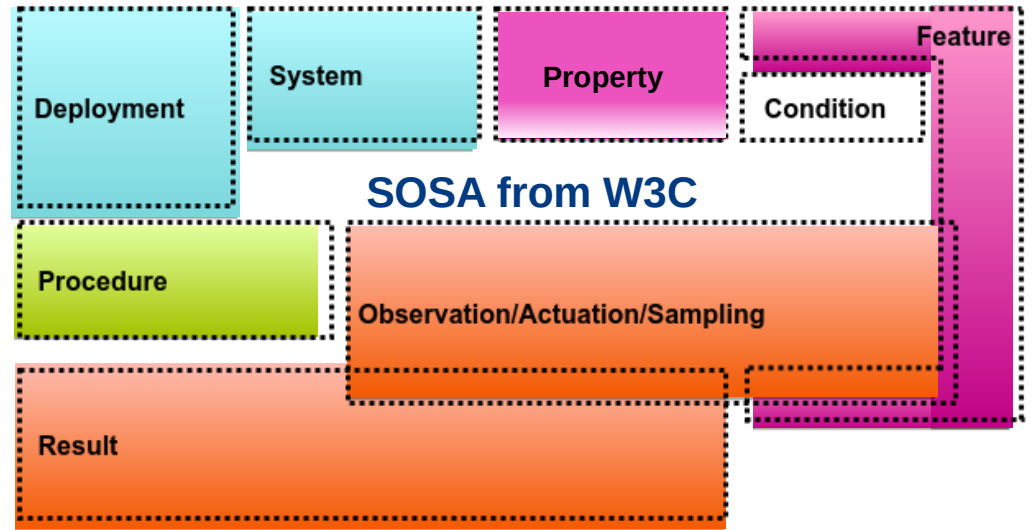 Feature
System
Property
Deployment
Condition
SOSA from W3C
Procedure
Observation/Actuation/Sampling
Result